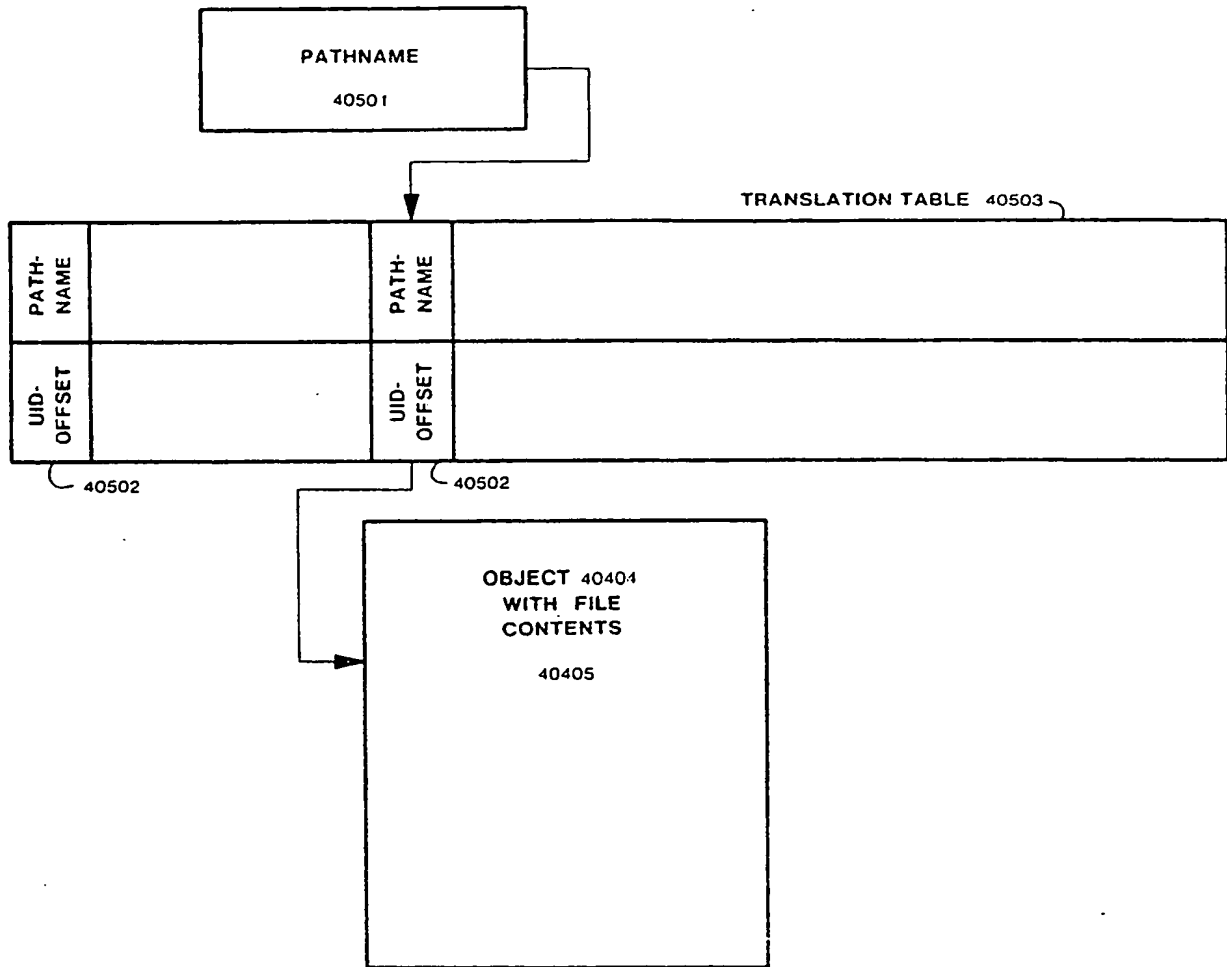 PATHNAME
40501
TRANSLATION TABLE 40503
PATH-
NAME
PATH-
NAME
UID-
OFFSET
UID-
OFFSET
40502
40502
OBJECT 40404
WITH FILE
CONTENTS
40405